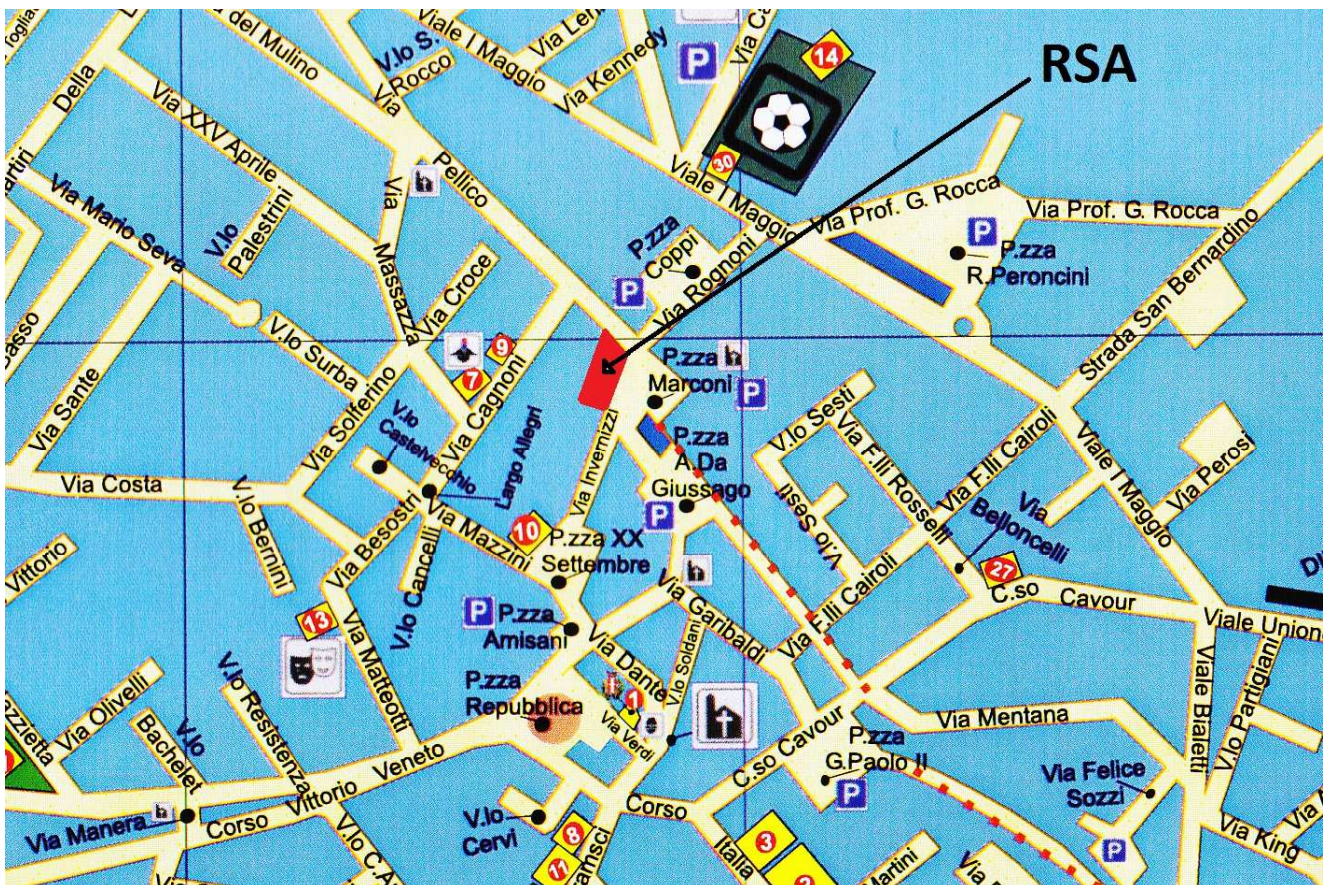 RSA
14
30
P
Viale I Maggio
Via Kennedy
V.lo S.
Rocco
del Mulino
Via
Della
Via XXV Aprile
Pellico
Viale I Maggio
Via Prof. G. Rocca
Via Prof. G. Rocca
P
P.zza
R.Peroncini
P.zza
Coppi
P
Via Rognoni
Via Mario Seva
V.lo
Palestrini
Via
Massazza
Via Croce
Strada San Bernardino
V.lo Surba
9
7
Via Cagnoni
P.zza
Marconi
P
Via Sante
Via Solferino
V.lo
Castelvecchio
Largo Allegri
Via Invernizzi
P.zza
A.Da
Giussago
P
V.lo Sesti
Via F.lli Rosselli
Via F.lli Cairoli
Viale I Maggio
Via Perosi
Via
Belloncelli
Via Costa
V.lo Bernini
Via Besostri
V.lo Cancelli
Via Mazzini
10
P.zza XX
Settembre
V.lo Sesti
Via F.lli Cairoli
27
C.so Cavour
Viale Unione
Vittorio
13
P
P.zza
Amisani
Via Garibaldi
Via Dante
V.lo Soldani
Via Matteotti
P.zza
Repubblica
1
Via Verdi
Via Olivelli
V.lo
Bachelet
V.lo Resistenza
C.so Cavour
Via Mentana
Viale Bialetti
V.lo Partigiani
P.zza
G.Paolo II
P
Via Felice
Sozzi
P
Corso Vittorio Veneto
Via Manera
V.lo
Cervi
8
11
Corso
Italia
3
Martini
Via King